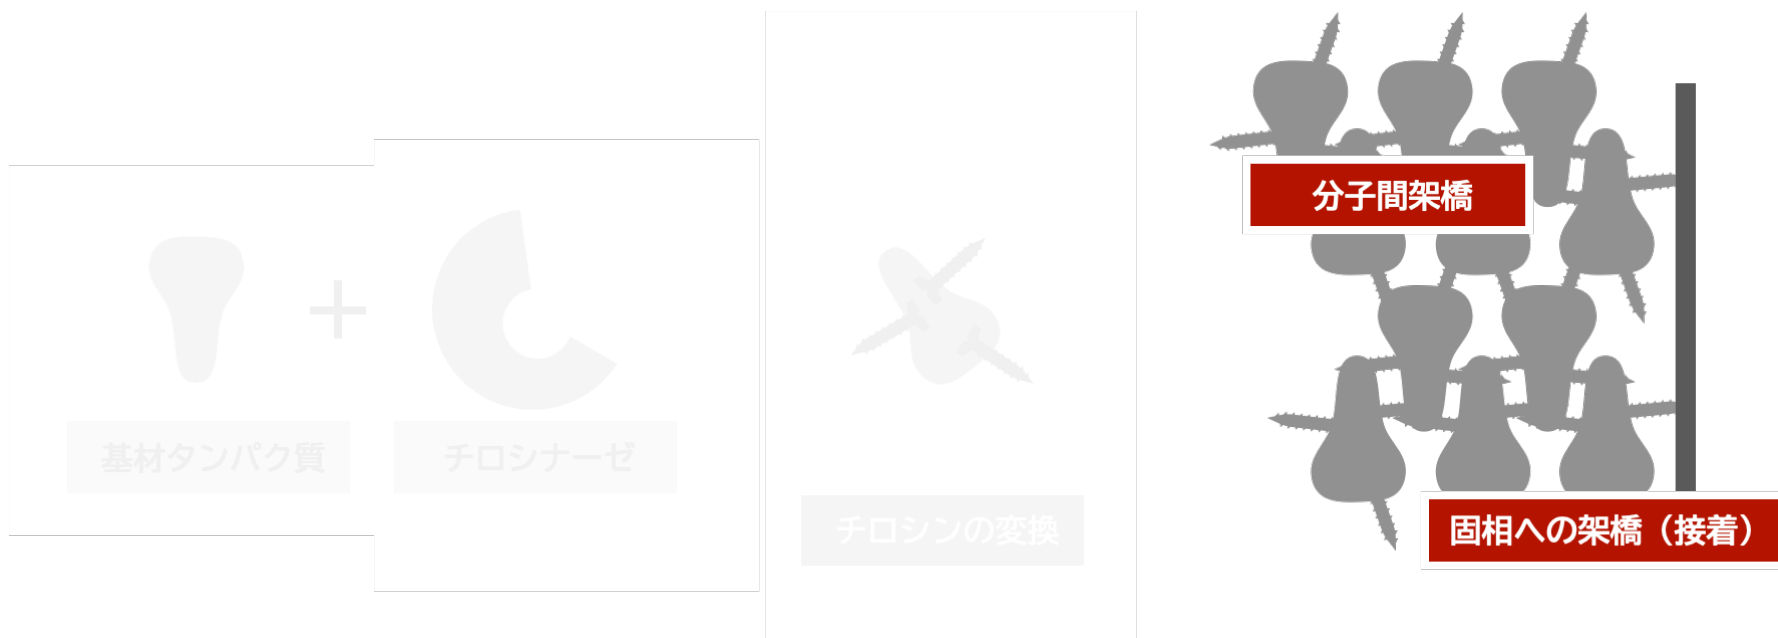 基材タンパク質
チロシナーゼ
チロシンの変換
分子間架橋
固相への架橋（接着）